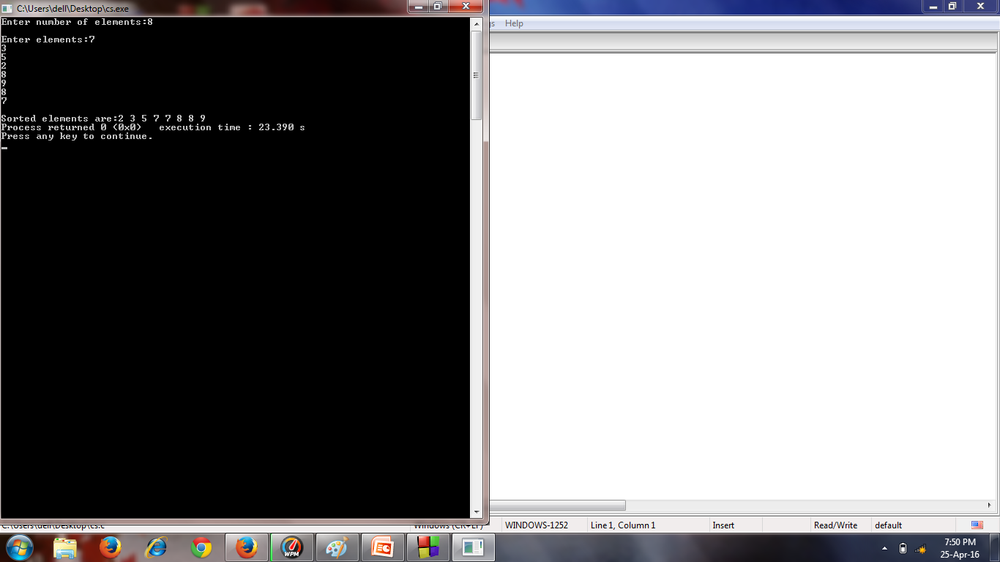 C:\Users\dell\Desktop\cs.exe
Enter number of elements:8
Enter elements:7
3
5
2
8
9
8
7
Sorted elements are:2 3 5 7 7 8 8 9
Process returned 0 (0x0)   execution time : 23.390 s
Press any key to continue.
Help
C:\Users\dell\Desktop\cs.c
Windows (CR+LF)
WINDOWS-1252
Line 1, Column 1
Insert
Read/Write
default
WPM
7:50 PM
25-Apr-16